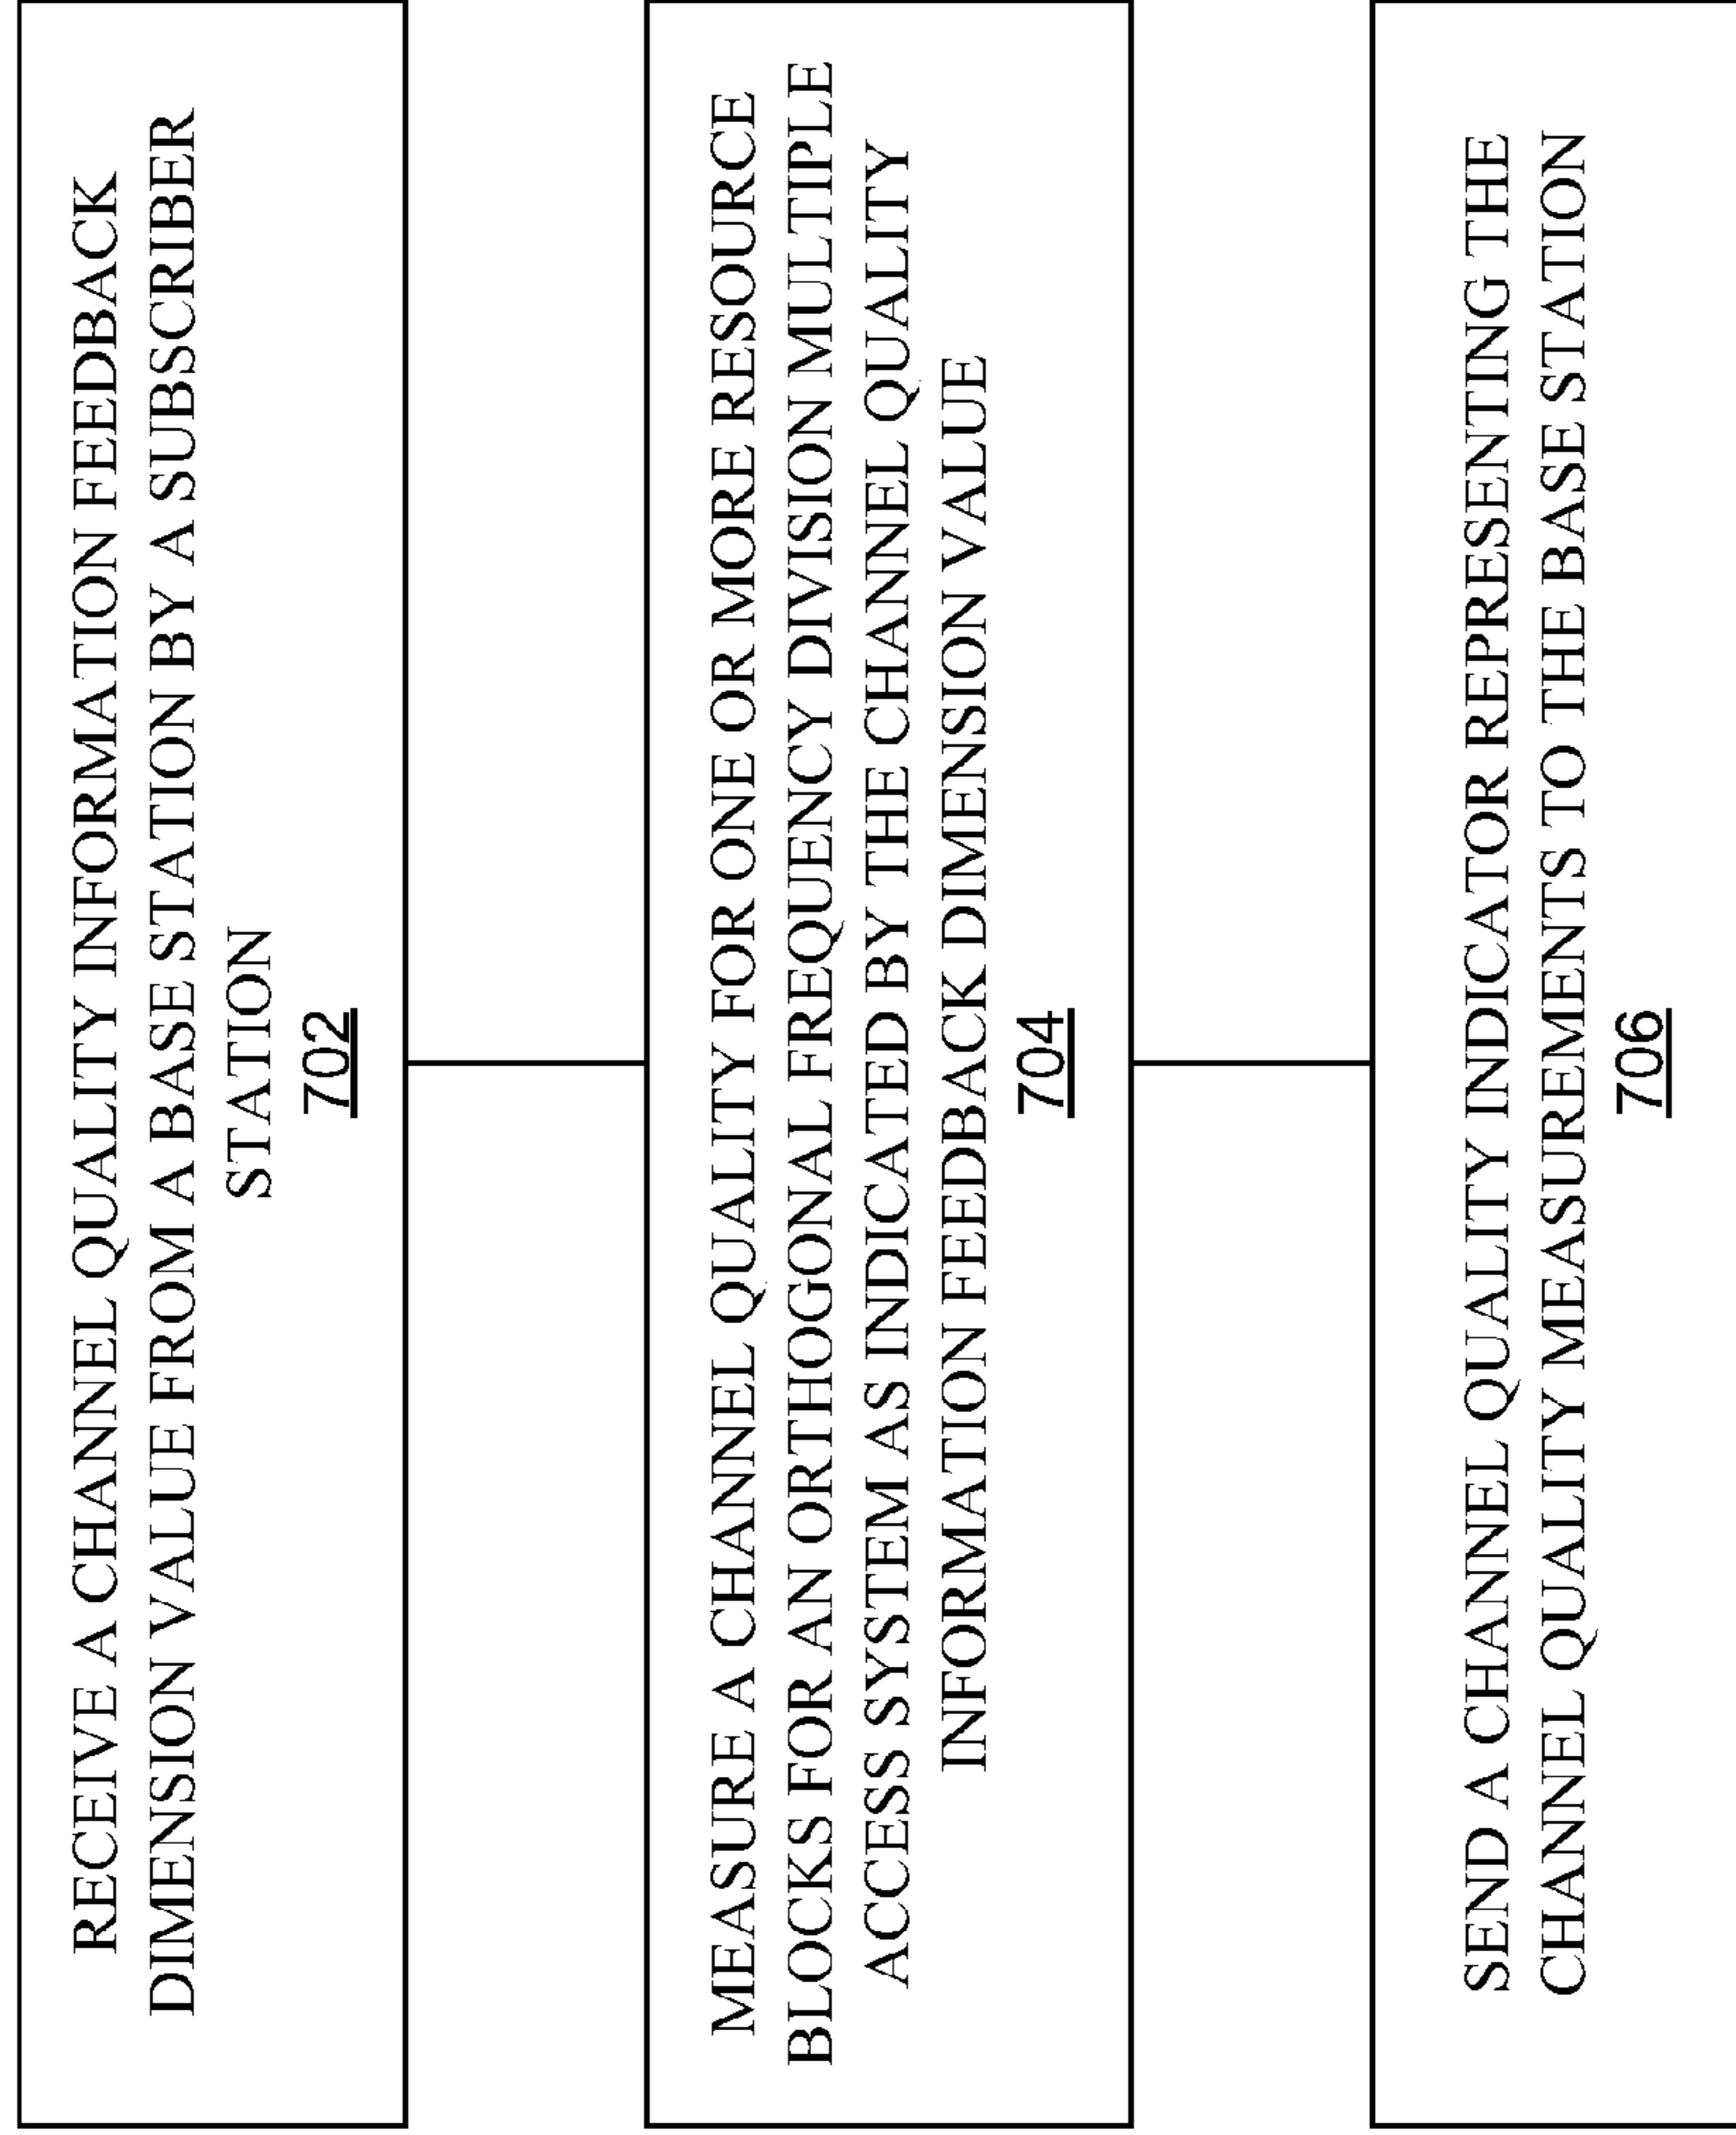 RECEIVE A CHANNEL QUALITY INFORMATION FEEDBACK
DIMENSION VALUE FROM A BASE STATION BY A SUBSCRIBER
STATION
702
MEASURE A CHANNEL QUALITY FOR ONE OR MORE RESOURCE
BLOCKS FOR AN ORTHOGONAL FREQUENCY DIVISION MULTIPLE
ACCESS SYSTEM AS INDICATED BY THE CHANNEL QUALITY
INFORMATION FEEDBACK DIMENSION VALUE
704
SEND A CHANNEL QUALITY INDICATOR REPRESENTING THE
CHANNEL QUALITY MEASUREMENTS TO THE BASE STATION
706